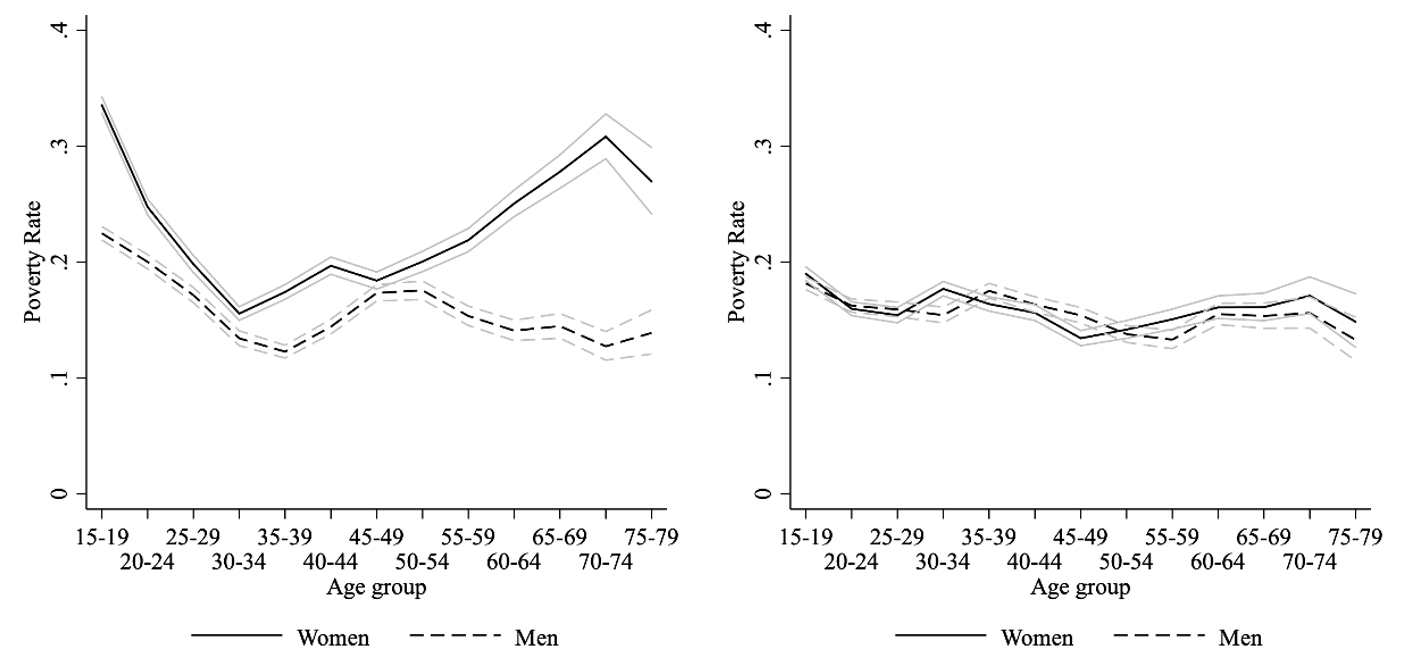 Poverty Rate
.4
.3
.2
.1
0
15-19 25-29 35-39 45-49 55-59 65-69 75-79
20-24 30-34 40-44 50-54 60-64 70-74
Age group
Women Men
Poverty Rate
.4
.3
.2
.1
0
15-19 25-29 35-39 45-49 55-59 65-69 75-79
20-24 30-34 40-44 50-54 60-64 70-74
Age group
Women Men